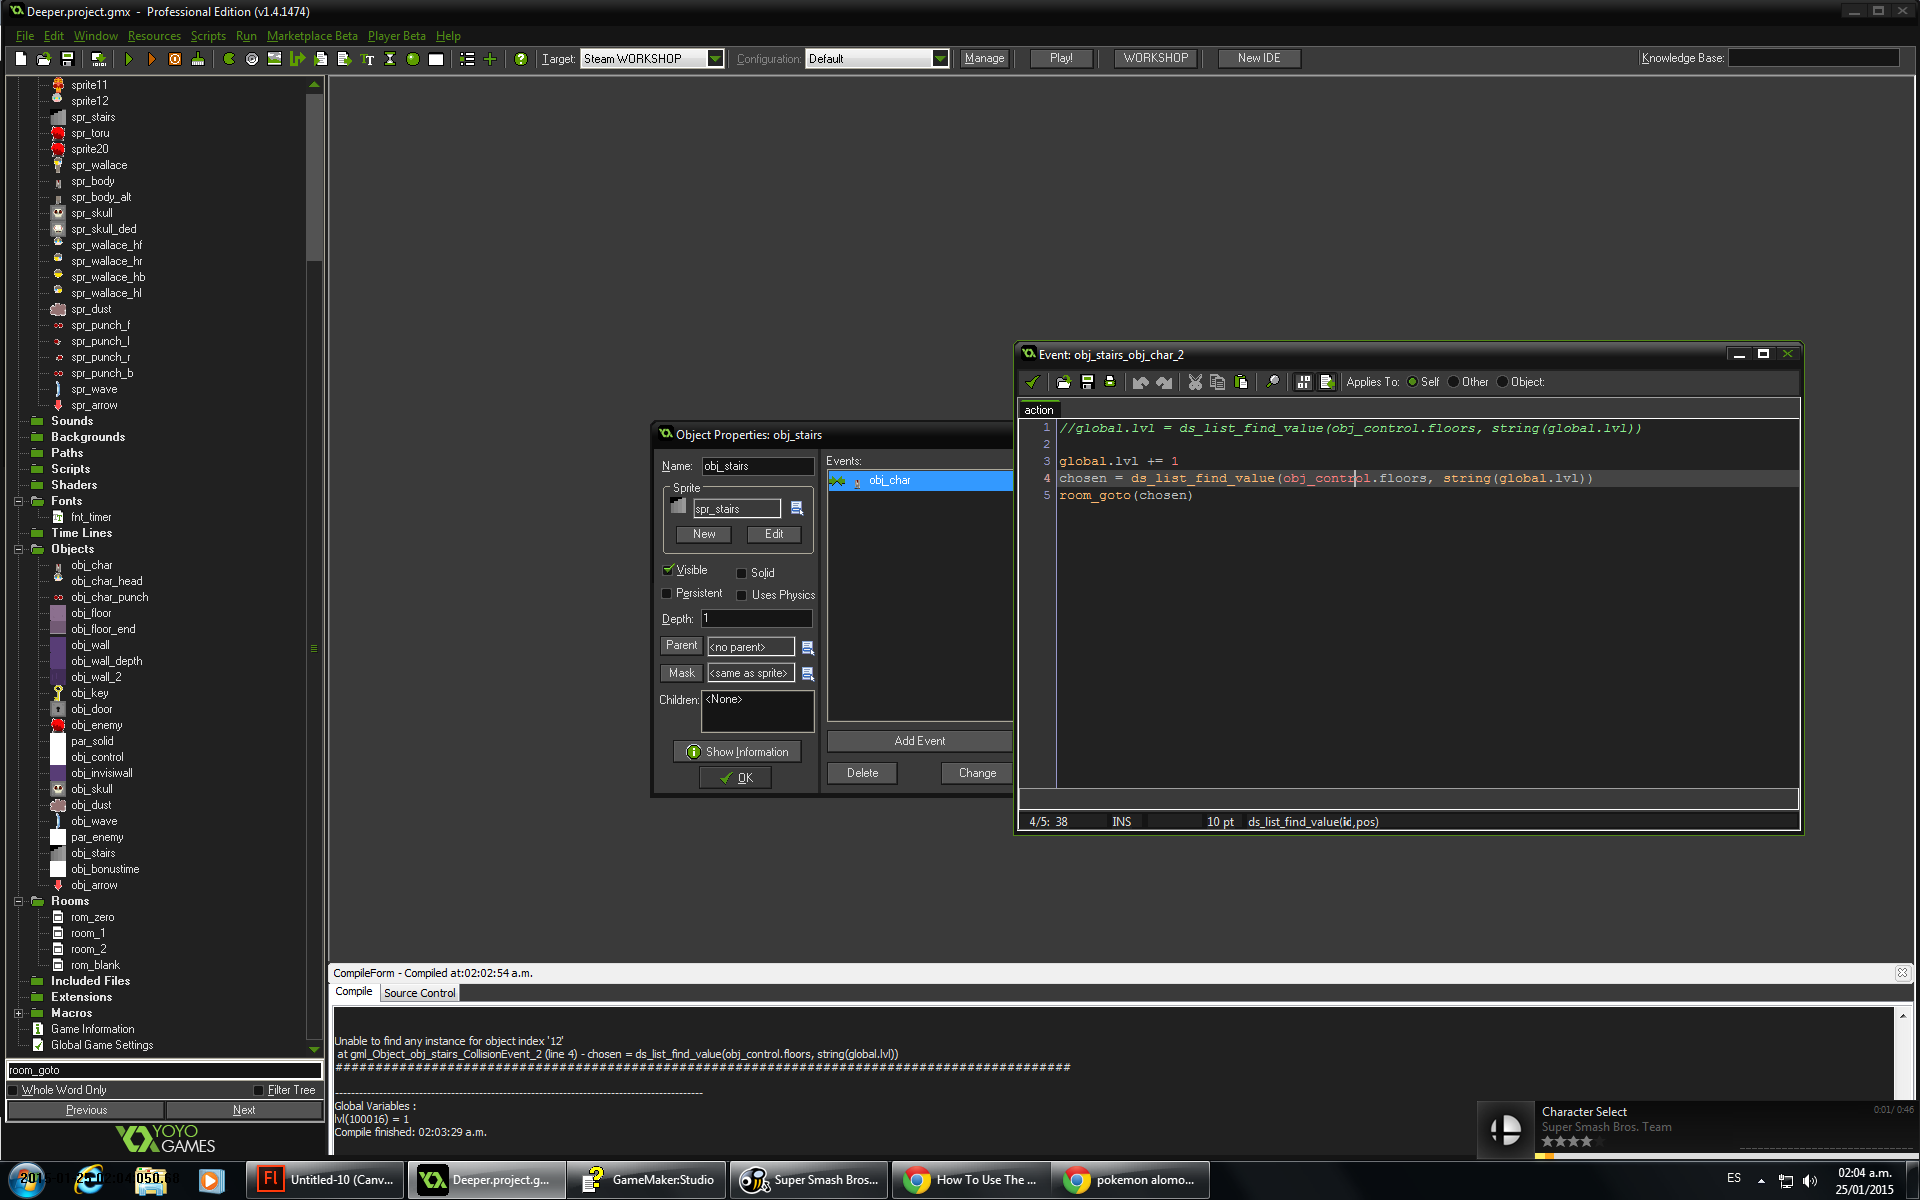 Deeper.project.gmx - Professional Edition (v1.4.1474)
File Edit Window Resources Scripts Run Marketplace Beta Player Beta Help
Target: Steam WORKSHOP Configuration: Default Manage Play! WORKSHOP New IDE Knowledge Base:
sprite11
sprite12
spr_stairs
spr_toru
sprite20
spr_wallace
spr_body
spr_body_alt
spr_skull
spr_skull_ded
spr_wallace_hf
spr_wallace_hr
spr_wallace_hb
spr_wallace_hl
spr_dust
spr_punch_f
spr_punch_l
spr_punch_r
spr_punch_b
spr_wave
spr_arrow
Sounds
Backgrounds
Paths
Scripts
Shaders
Fonts
fnt_timer
Time Lines
Objects
obj_char
obj_char_head
obj_char_punch
obj_floor
obj_floor_end
obj_wall
obj_wall_depth
obj_wall_2
obj_key
obj_door
obj_enemy
par_solid
obj_control
obj_invisiwall
obj_skull
obj_dust
obj_wave
par_enemy
obj_stairs
obj_bonustime
obj_arrow
Rooms
rom_zero
room_1
room_2
rom_blank
Included Files
Extensions
Macros
Game Information
Global Game Settings
room_goto
Whole Word Only Filter Tree
Previous Next
YOYO
GAMES
Object Properties: obj_stairs
Name: obj_stairs
Sprite
spr_stairs
New Edit
Visible Solid
Persistent Uses Physics
Depth: 1
Parent <no parent>
Mask <same as sprite>
Children: <None>
Show Information
OK
Events:
obj_char
Add Event
Delete Change
Event: obj_stairs_obj_char_2
Applies To: Self Other Object:
action
1 //global.lvl = ds_list_find_value(obj_control.floors, string(global.lvl))
2
3 global.lvl += 1
4 chosen = ds_list_find_value(obj_control.floors, string(global.lvl))
5 room_goto(chosen)
4/5: 38 INS 10 pt ds_list_find_value(id,pos)
CompileForm - Compiled at:02:02:54 a.m.
Compile Source Control
Unable to find any instance for object index '12'
at gml_Object_obj_stairs_CollisionEvent_2 (line 4) - chosen = ds_list_find_value(obj_control.floors, string(global.lvl))
Global Variables :
lvl(100016) = 1
Compile finished: 02:03:29 a.m.
Character Select 0:01/ 0:46
Super Smash Bros. Team
Untitled-10 (Canv... Deeper.project.g... GameMaker:Studio Super Smash Bros... How To Use The ... pokemon alomo... ES 02:04 a.m.
25/01/2015